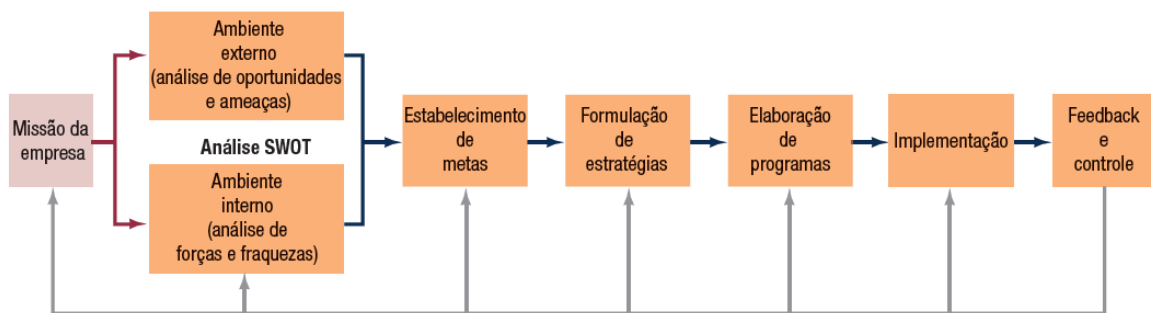 Missão da
empresa
Ambiente
externo
(análise de oportunidades
e ameaças)
Análise SWOT
Ambiente
interno
(análise de
forças e fraquezas)
Estabelecimento
de
metas
Formulação
de
estratégias
Elaboração
de
programas
Implementação
Feedback
e
controle